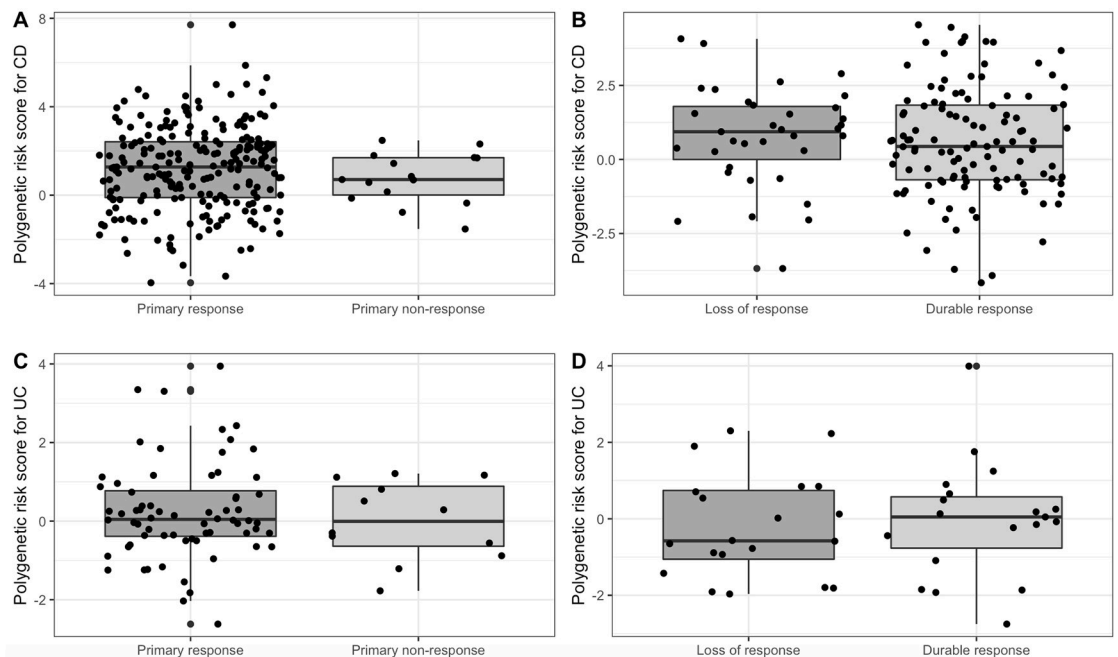 A
Polygenetic risk score for CD
8
4
0
-4
Primary response
Primary non-response
B
Polygenetic risk score for CD
2.5
0.0
-2.5
Loss of response
Durable response
C
Polygenetic risk score for UC
4
2
0
-2
Primary response
Primary non-response
D
Polygenetic risk score for UC
4
2
0
-2
Loss of response
Durable response